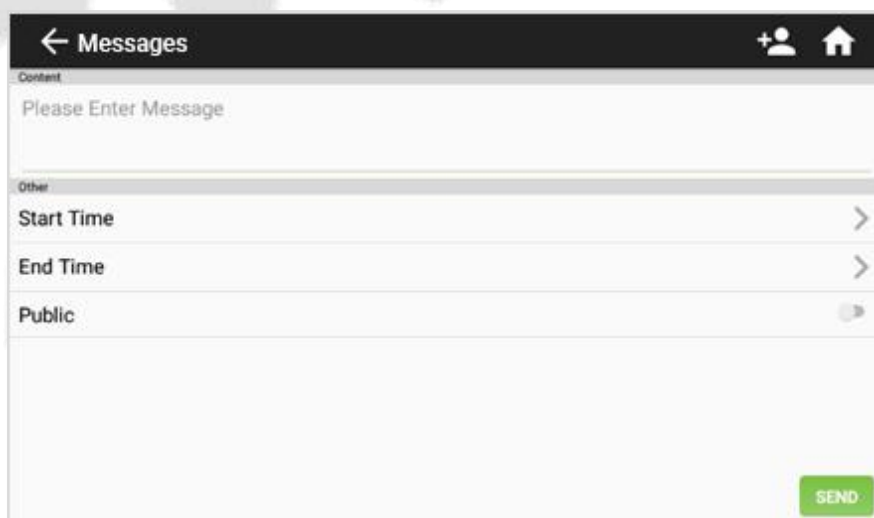 Messages
Content
Please Enter Message
Other
Start Time
End Time
Public
SEND